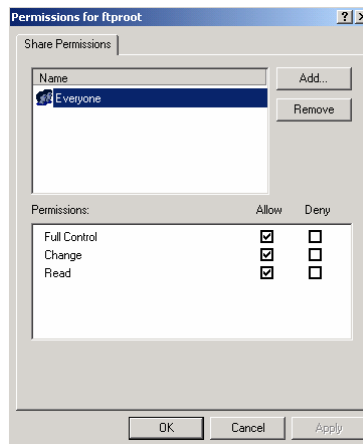 Permissions for ftproot
Share Permissions
Name
Add...
Everyone
Remove
Permissions: Allow Deny
Full Control
Change
Read
OK Cancel Apply